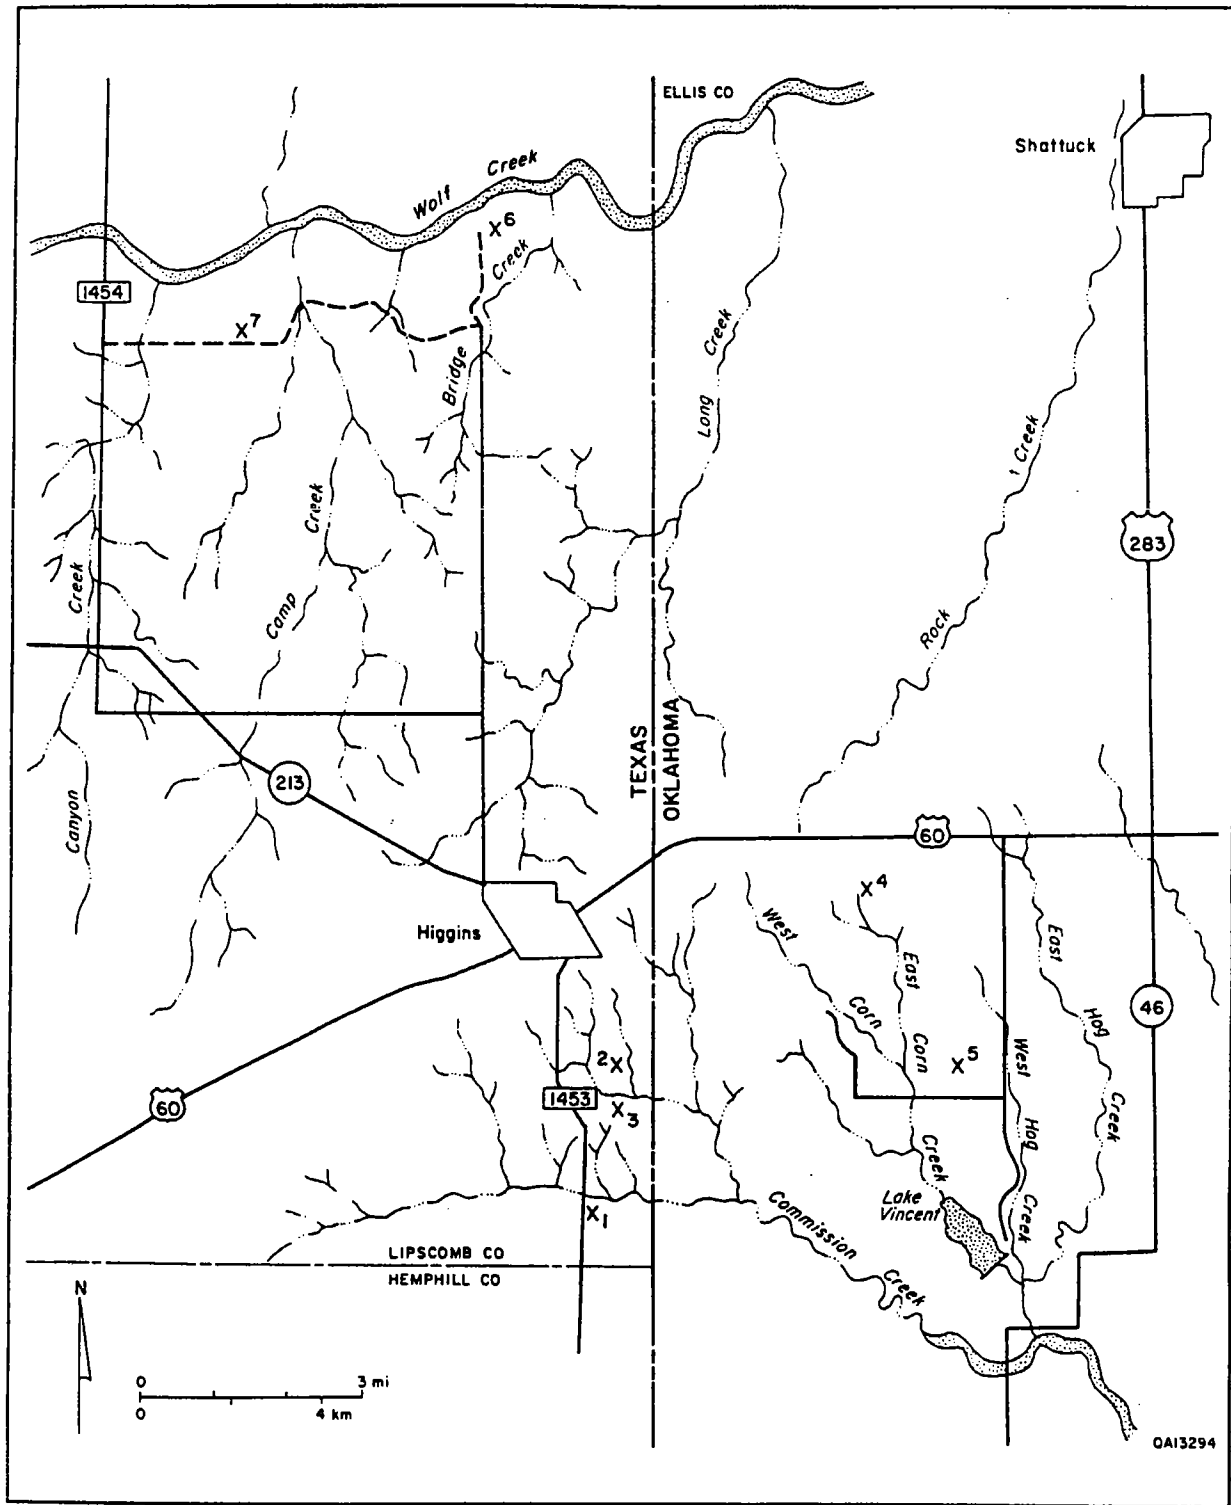 ELLIS CO
Shattuck
Wolf Creek
X6
Creek
1454
X7
Bridge
Long Creek
t Creek
283
Creek
Creek
Camp
Rock
TEXAS
OKLAHOMA
213
Canyon
60
X4
West
East
East
Higgins
Corn
Hog
46
2X
Corn
X5
West
1453
X3
60
Hog
Creek
Creek
Lake
Vincent
X1
Commission
Creek
Creek
LIPSCOMB CO
HEMPHILL CO
N
0 3 mi
0 4 km
QA13294